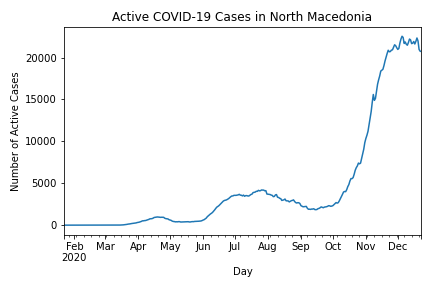 Active COVID-19 Cases in North Macedonia
Number of Active Cases
20000
15000
10000
5000
0
Feb Mar Apr May Jun Jul Aug Sep Oct Nov Dec
2020
Day